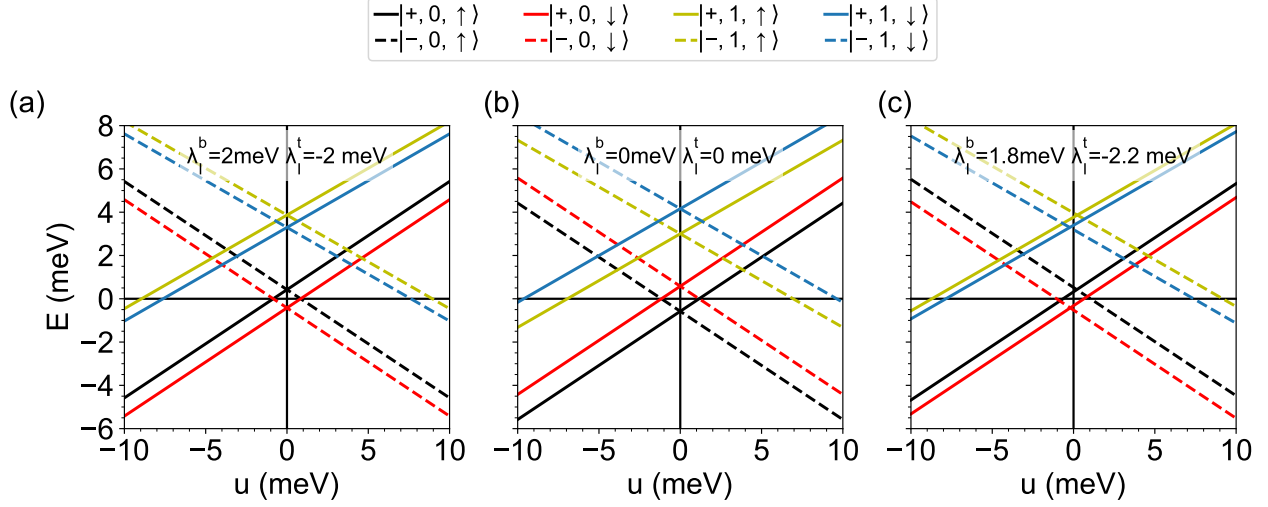 |+, 0, ↑⟩ |+, 0, ↓⟩ |+, 1, ↑⟩ |+, 1, ↓⟩
|−, 0, ↑⟩ |−, 0, ↓⟩ |−, 1, ↑⟩ |−, 1, ↓⟩
(a) (b) (c)
λ_I^b=2meV λ_I^t=-2 meV
λ_I^b=0meV λ_I^t=0 meV
λ_I^b=1.8meV λ_I^t=-2.2 meV
8
6
4
2
0
−2
−4
−6
E (meV)
−10 −5 0 5 10
−10 −5 0 5 10
−10 −5 0 5 10
u (meV) u (meV) u (meV)